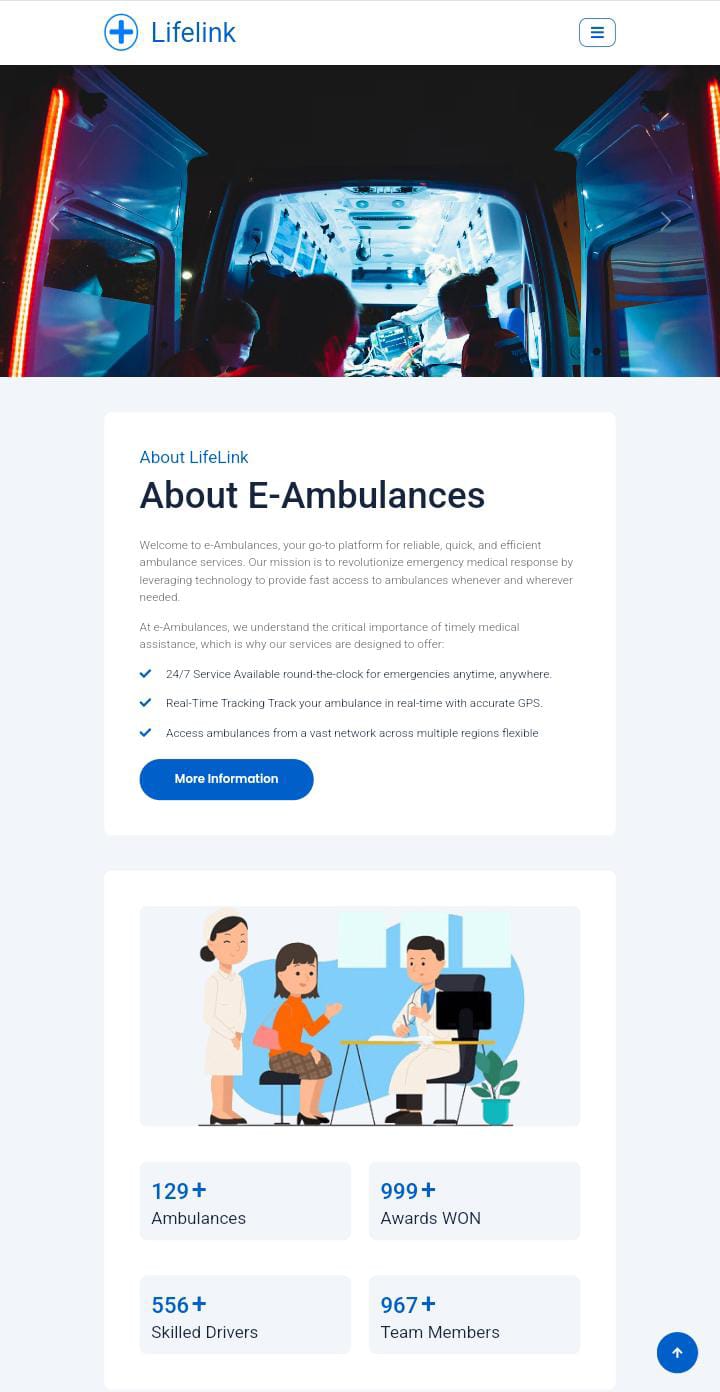 Lifelink
About LifeLink
About E-Ambulances
Welcome to e-Ambulances, your go-to platform for reliable, quick, and efficient
ambulance services. Our mission is to revolutionize emergency medical response by
leveraging technology to provide fast access to ambulances whenever and wherever
needed.
At e-Ambulances, we understand the critical importance of timely medical
assistance, which is why our services are designed to offer:
24/7 Service Available round-the-clock for emergencies anytime, anywhere.
Real-Time Tracking Track your ambulance in real-time with accurate GPS.
Access ambulances from a vast network across multiple regions flexible
More Information
129+
Ambulances
999+
Awards WON
556+
Skilled Drivers
967+
Team Members